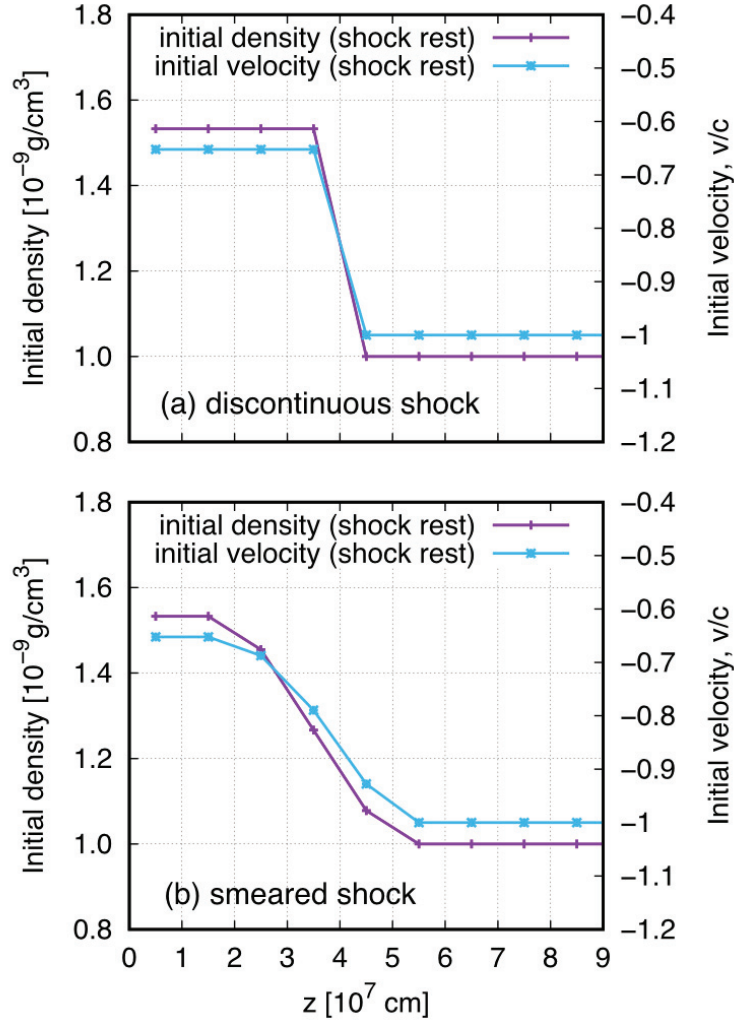 1.8
1.6
1.4
1.2
1.0
0.8
Initial density [10⁻⁹g/cm³]
initial density (shock rest)
initial velocity (shock rest)
(a) discontinuous shock
−0.4
−0.5
−0.6
−0.7
−0.8
−0.9
−1
−1.04
−1.2
Initial velocity, v/c
1.8
1.6
1.4
1.2
1.0
0.8
Initial density [10⁻⁹g/cm³]
initial density (shock rest)
initial velocity (shock rest)
(b) smeared shock
−0.4
−0.5
−0.6
−0.7
−0.8
−0.9
−1
−1.04
−1.2
Initial velocity, v/c
0 1 2 3 4 5 6 7 8 9
z [10⁷ cm]